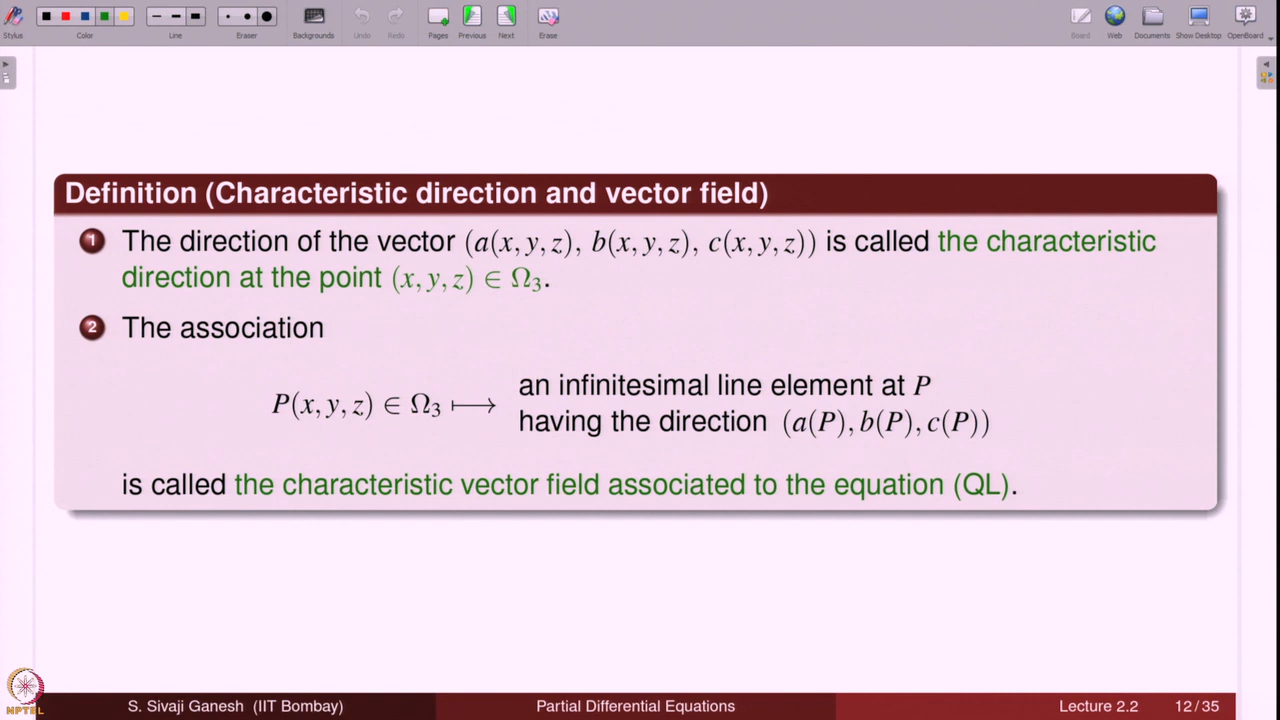 Stylus Color Line Eraser Backgrounds Undo Redo Pages Previous Next Erase Board Web Documents Show Desktop OpenBoard
Definition (Characteristic direction and vector field)
1 The direction of the vector (a(x, y, z), b(x, y, z), c(x, y, z)) is called the characteristic
direction at the point (x, y, z) ∈ Ω₃.
2 The association
P(x, y, z) ∈ Ω₃ ⟼ an infinitesimal line element at P
having the direction (a(P), b(P), c(P))
is called the characteristic vector field associated to the equation (QL).
NPTEL
S. Sivaji Ganesh (IIT Bombay) Partial Differential Equations Lecture 2.2 12/35